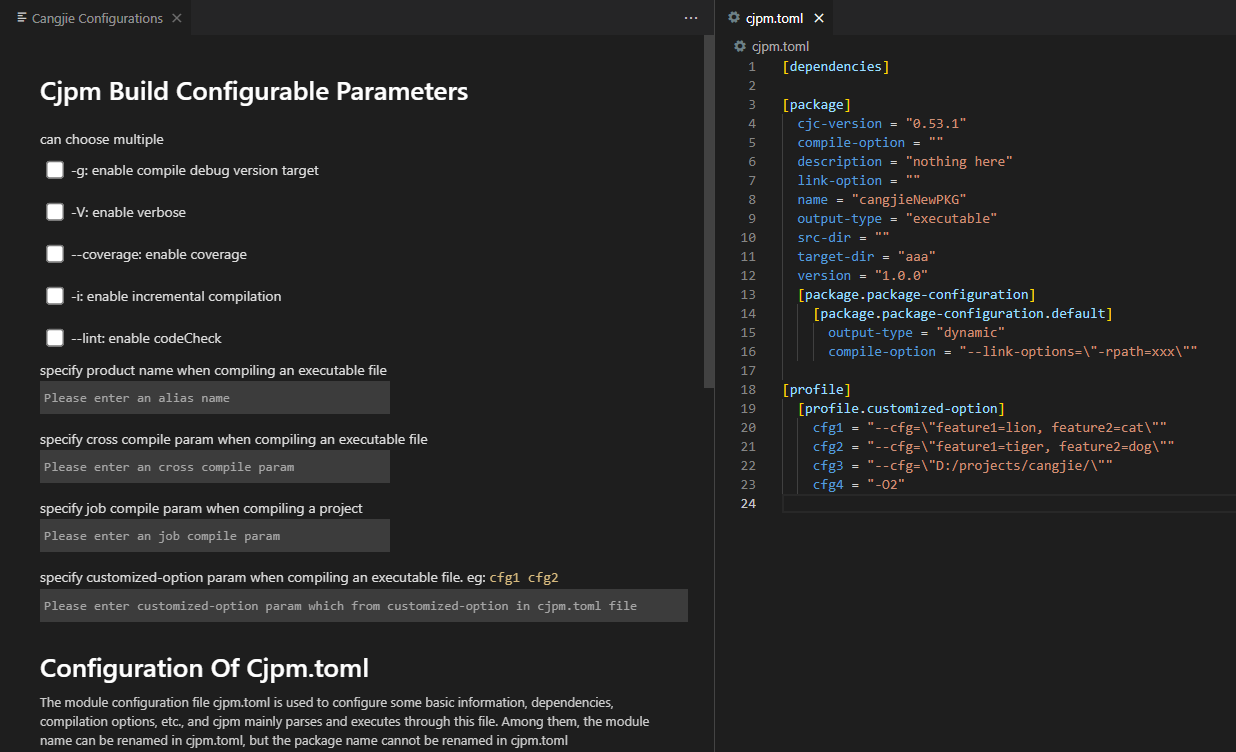 Cangjie Configurations
Cjpm Build Configurable Parameters
can choose multiple
-g: enable compile debug version target
-V: enable verbose
--coverage: enable coverage
-i: enable incremental compilation
--lint: enable codeCheck
specify product name when compiling an executable file
Please enter an alias name
specify cross compile param when compiling an executable file
Please enter an cross compile param
specify job compile param when compiling a project
Please enter an job compile param
specify customized-option param when compiling an executable file. eg: cfg1 cfg2
Please enter customized-option param which from customized-option in cjpm.toml file
Configuration Of Cjpm.toml
The module configuration file cjpm.toml is used to configure some basic information, dependencies,
compilation options, etc., and cjpm mainly parses and executes through this file. Among them, the module
name can be renamed in cjpm.toml, but the package name cannot be renamed in cjpm.toml
cjpm.toml
cjpm.toml
1 [dependencies]
2
3 [package]
4 cjc-version = "0.53.1"
5 compile-option = ""
6 description = "nothing here"
7 link-option = ""
8 name = "cangjieNewPKG"
9 output-type = "executable"
10 src-dir = ""
11 target-dir = "aaa"
12 version = "1.0.0"
13 [package.package-configuration]
14 [package.package-configuration.default]
15 output-type = "dynamic"
16 compile-option = "--link-options=\"-rpath=xxx\""
17
18 [profile]
19 [profile.customized-option]
20 cfg1 = "--cfg=\"feature1=lion, feature2=cat\""
21 cfg2 = "--cfg=\"feature1=tiger, feature2=dog\""
22 cfg3 = "--cfg=\"D:/projects/cangjie/\""
23 cfg4 = "-O2"
24